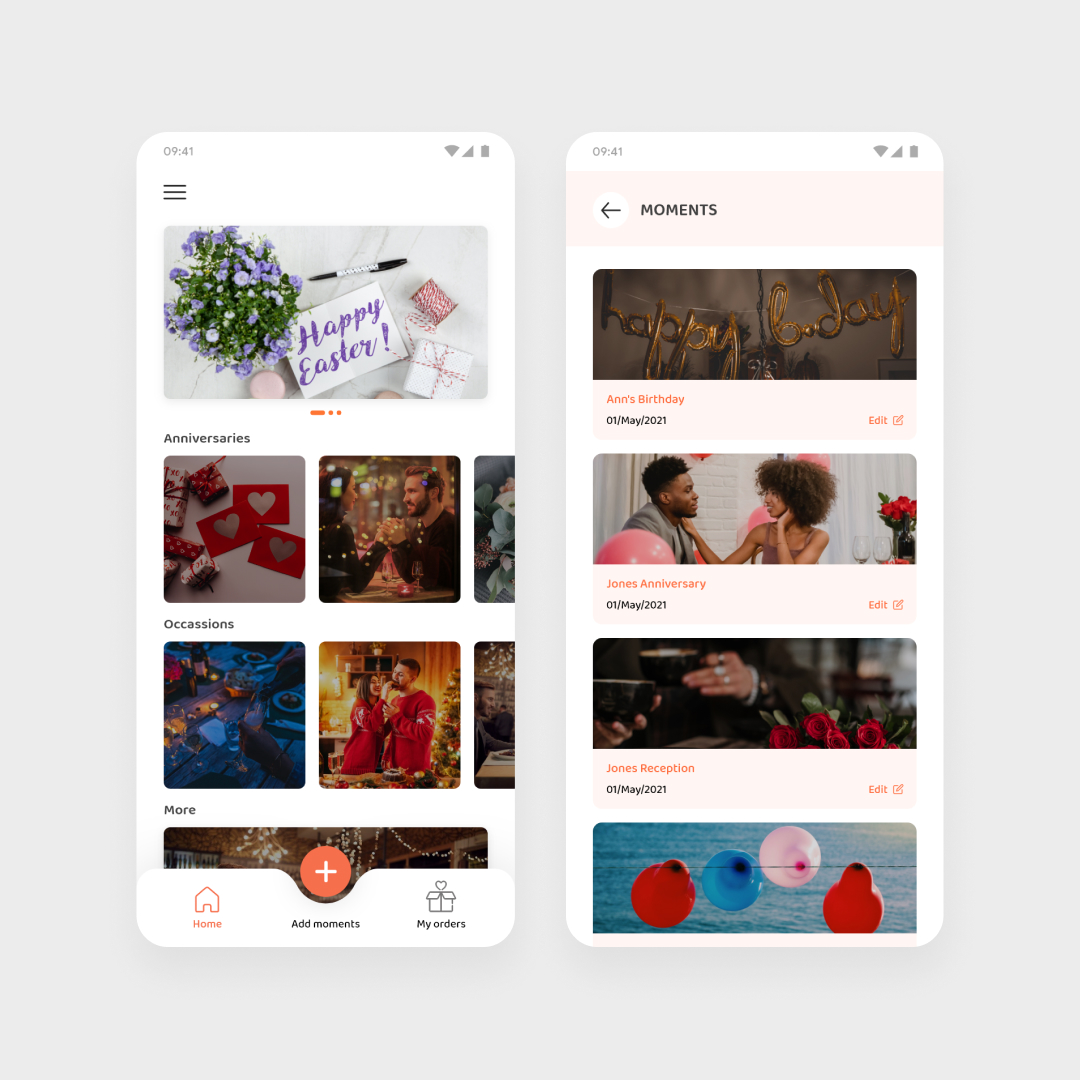 09:41
Happy
Easter!
Anniversaries
Occassions
More
Home
Add moments
My orders
09:41
MOMENTS
happy b.day
Ann's Birthday
01/May/2021
Edit
Jones Anniversary
01/May/2021
Edit
Jones Reception
01/May/2021
Edit